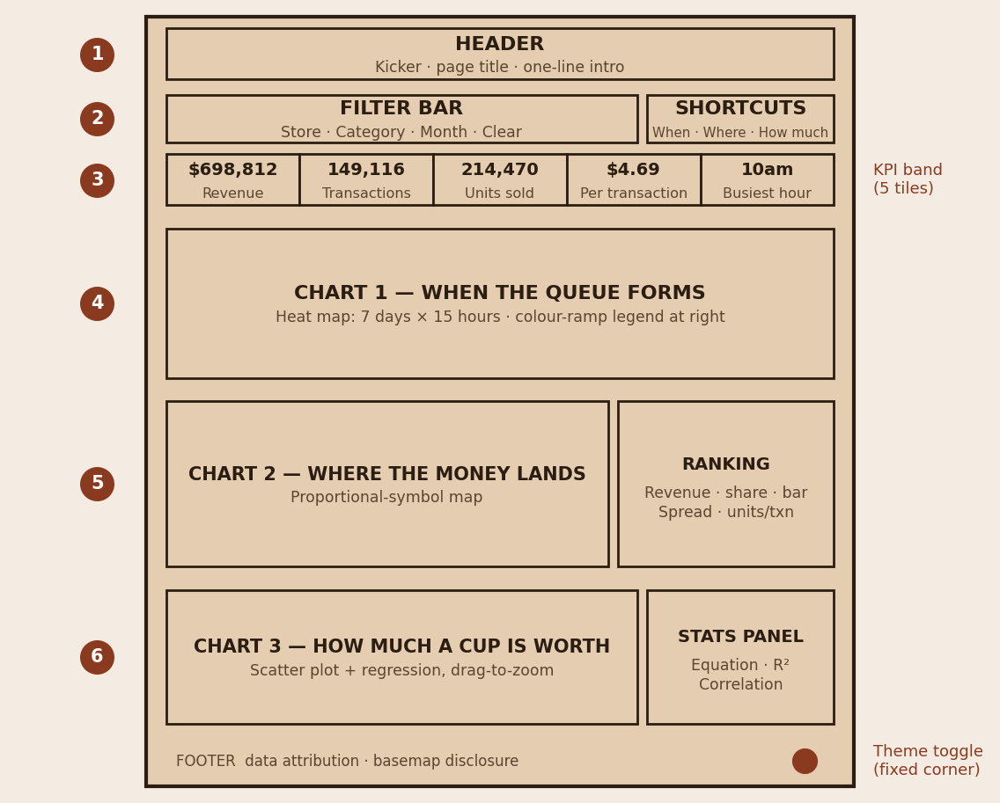 1
HEADER
Kicker · page title · one-line intro
2
FILTER BAR
Store · Category · Month · Clear
SHORTCUTS
When · Where · How much
3
$698,812
Revenue
149,116
Transactions
214,470
Units sold
$4.69
Per transaction
10am
Busiest hour
KPI band
(5 tiles)
4
CHART 1 — WHEN THE QUEUE FORMS
Heat map: 7 days × 15 hours · colour-ramp legend at right
5
CHART 2 — WHERE THE MONEY LANDS
Proportional-symbol map
RANKING
Revenue · share · bar
Spread · units/txn
6
CHART 3 — HOW MUCH A CUP IS WORTH
Scatter plot + regression, drag-to-zoom
STATS PANEL
Equation · R²
Correlation
FOOTER  data attribution · basemap disclosure
Theme toggle
(fixed corner)